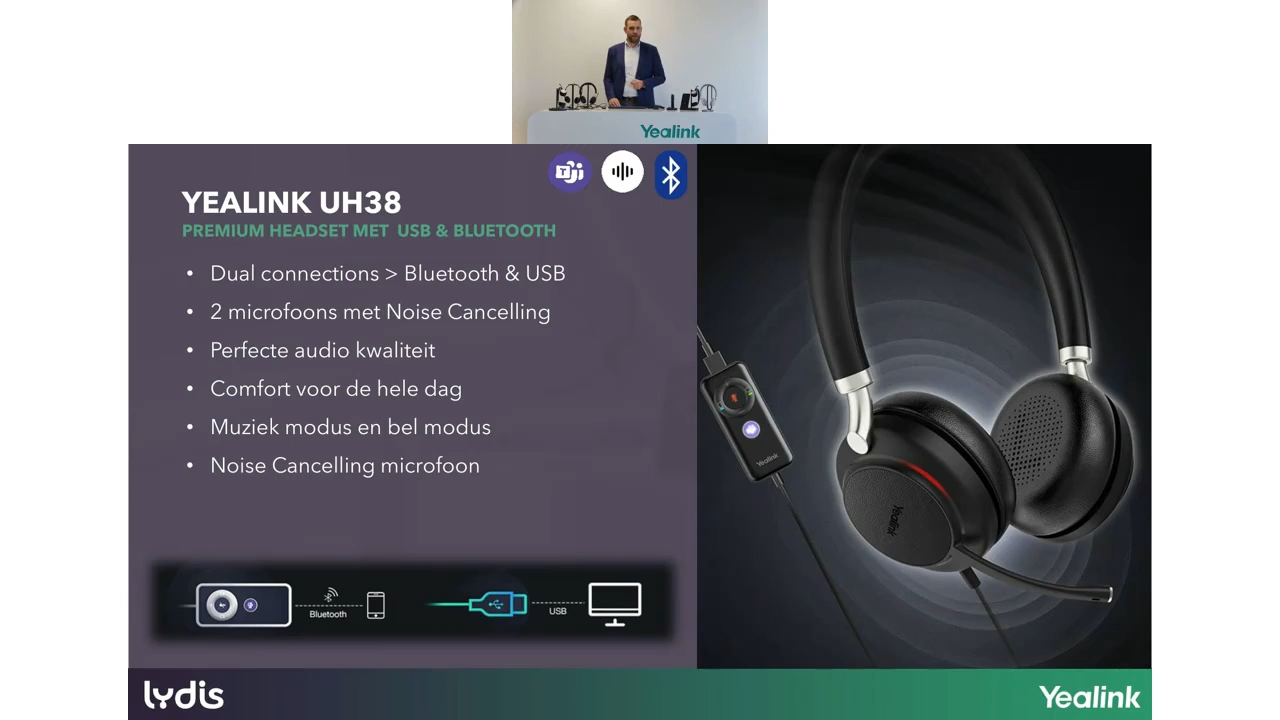 Yealink
YEALINK UH38
PREMIUM HEADSET MET USB & BLUETOOTH
• Dual connections > Bluetooth & USB
• 2 microfoons met Noise Cancelling
• Perfecte audio kwaliteit
• Comfort voor de hele dag
• Muziek modus en bel modus
• Noise Cancelling microfoon
Yealink
Yealink
Bluetooth
USB
lydis
Yealink